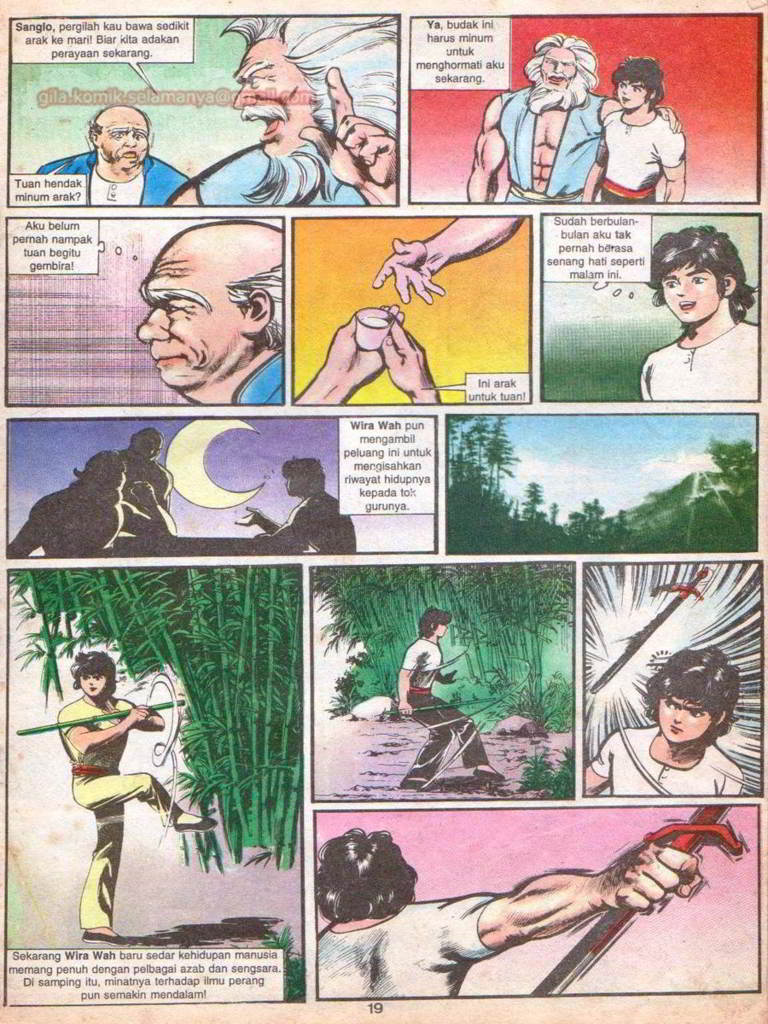 Sanglo, pergilah kau bawa sedikit
arak ke mari! Biar kita adakan
perayaan sekarang.
gila.komik.selamanya@gmail.com
Tuan hendak
minum arak?
Ya, budak ini
harus minum
untuk
menghormati aku
sekarang.
Aku belum
pernah nampak
tuan begitu
gembira!
Ini arak
untuk tuan!
Sudah berbulan-
bulan aku tak
pernah berasa
senang hati seperti
malam ini.
Wira Wah pun
mengambil
peluang ini untuk
mengisahkan
riwayat hidupnya
kepada tok
gurunya.
Sekarang Wira Wah baru sedar kehidupan manusia
memang penuh dengan pelbagai azab dan sengsara.
Di samping itu, minatnya terhadap ilmu perang
pun semakin mendalam!
19